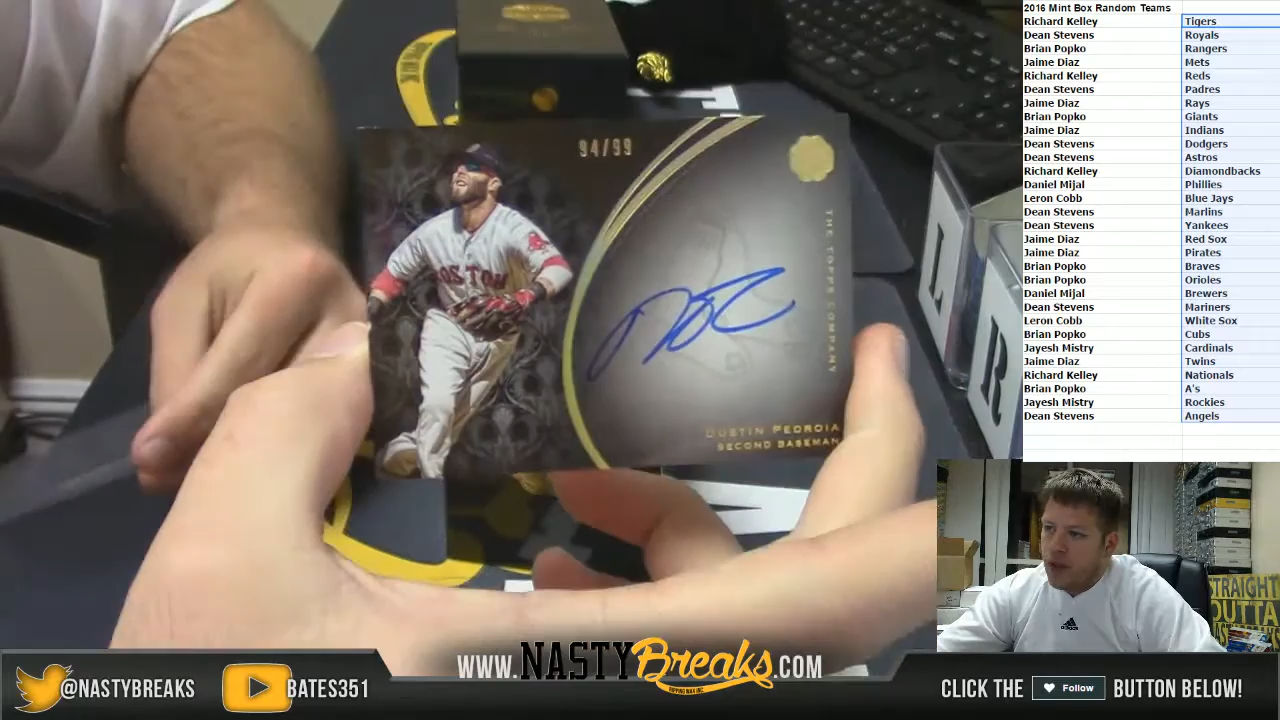 2016 Mint Box Random Teams
Richard Kelley Tigers
Dean Stevens Royals
Brian Popko Rangers
Jaime Diaz Mets
Richard Kelley Reds
Dean Stevens Padres
Jaime Diaz Rays
Brian Popko Giants
Jaime Diaz Indians
Dean Stevens Dodgers
Dean Stevens Astros
Richard Kelley Diamondbacks
Daniel Mijal Phillies
Leron Cobb Blue Jays
Dean Stevens Marlins
Dean Stevens Yankees
Jaime Diaz Red Sox
Jaime Diaz Pirates
Brian Popko Braves
Brian Popko Orioles
Daniel Mijal Brewers
Dean Stevens Mariners
Leron Cobb White Sox
Brian Popko Cubs
Jayesh Mistry Cardinals
Jaime Diaz Twins
Richard Kelley Nationals
Brian Popko A's
Jayesh Mistry Rockies
Dean Stevens Angels
94/99
BOSTON
THE TOPPS COMPANY
DUSTIN PEDROIA
SECOND BASEMAN
L
R
STRAIGHT
OUTTA
@NASTYBREAKS
BATES351
WWW.NASTYBreaks.COM
RIPPING WAX INC.
CLICK THE Follow BUTTON BELOW!